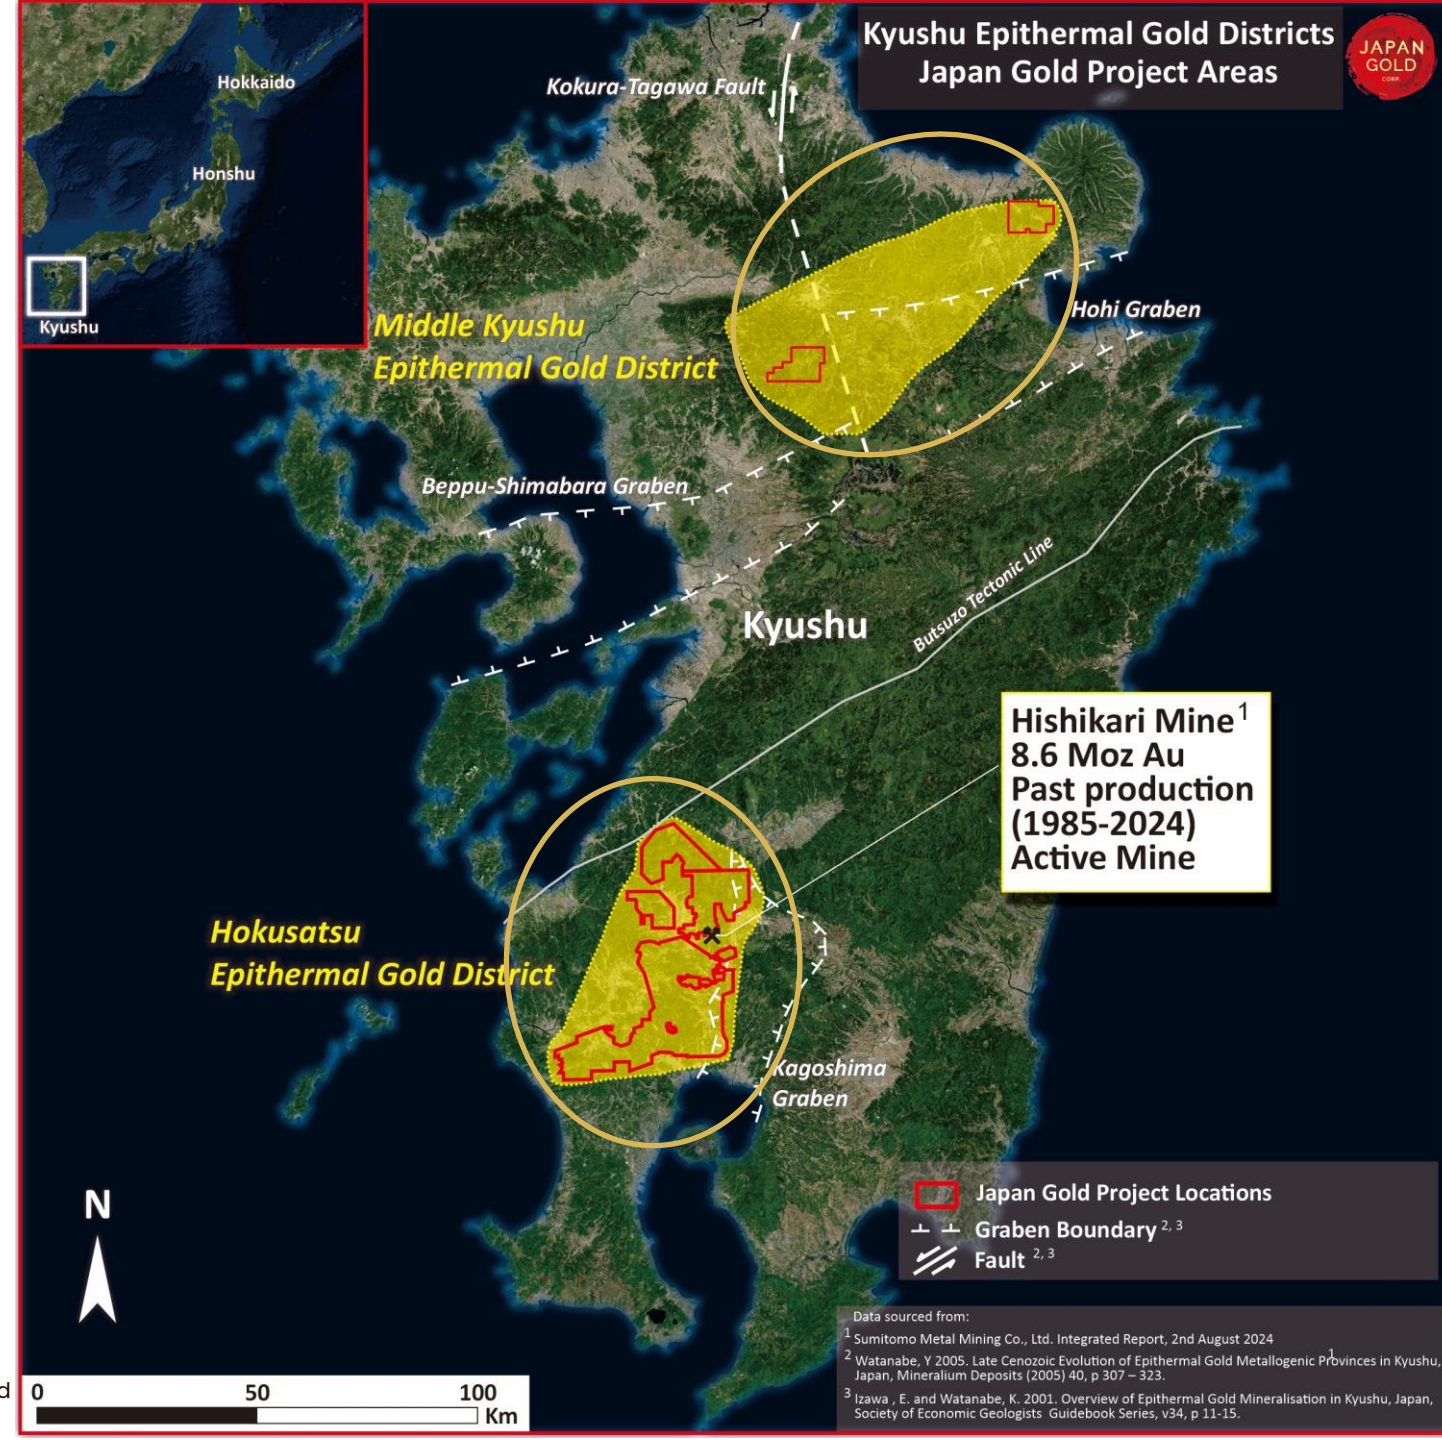 Kyushu Epithermal Gold Districts
Japan Gold Project Areas
JAPAN
GOLD
CORP.
Hokkaido
Honshu
Kyushu
Kokura-Tagawa Fault
Middle Kyushu
Epithermal Gold District
Hohi Graben
Beppu-Shimabara Graben
Butsuzo Tectonic Line
Kyushu
Hishikari Mine1
8.6 Moz Au
Past production
(1985-2024)
Active Mine
Hokusatsu
Epithermal Gold District
Kagoshima
Graben
N
Japan Gold Project Locations
Graben Boundary 2, 3
Fault 2, 3
Data sourced from:
1 Sumitomo Metal Mining Co., Ltd. Integrated Report, 2nd August 2024
1
2 Watanabe, Y 2005. Late Cenozoic Evolution of Epithermal Gold Metallogenic Provinces in Kyushu,
Japan, Mineralium Deposits (2005) 40, p 307 – 323.
3 Izawa , E. and Watanabe, K. 2001. Overview of Epithermal Gold Mineralisation in Kyushu, Japan,
Society of Economic Geologists Guidebook Series, v34, p 11-15.
0 50 100
Km